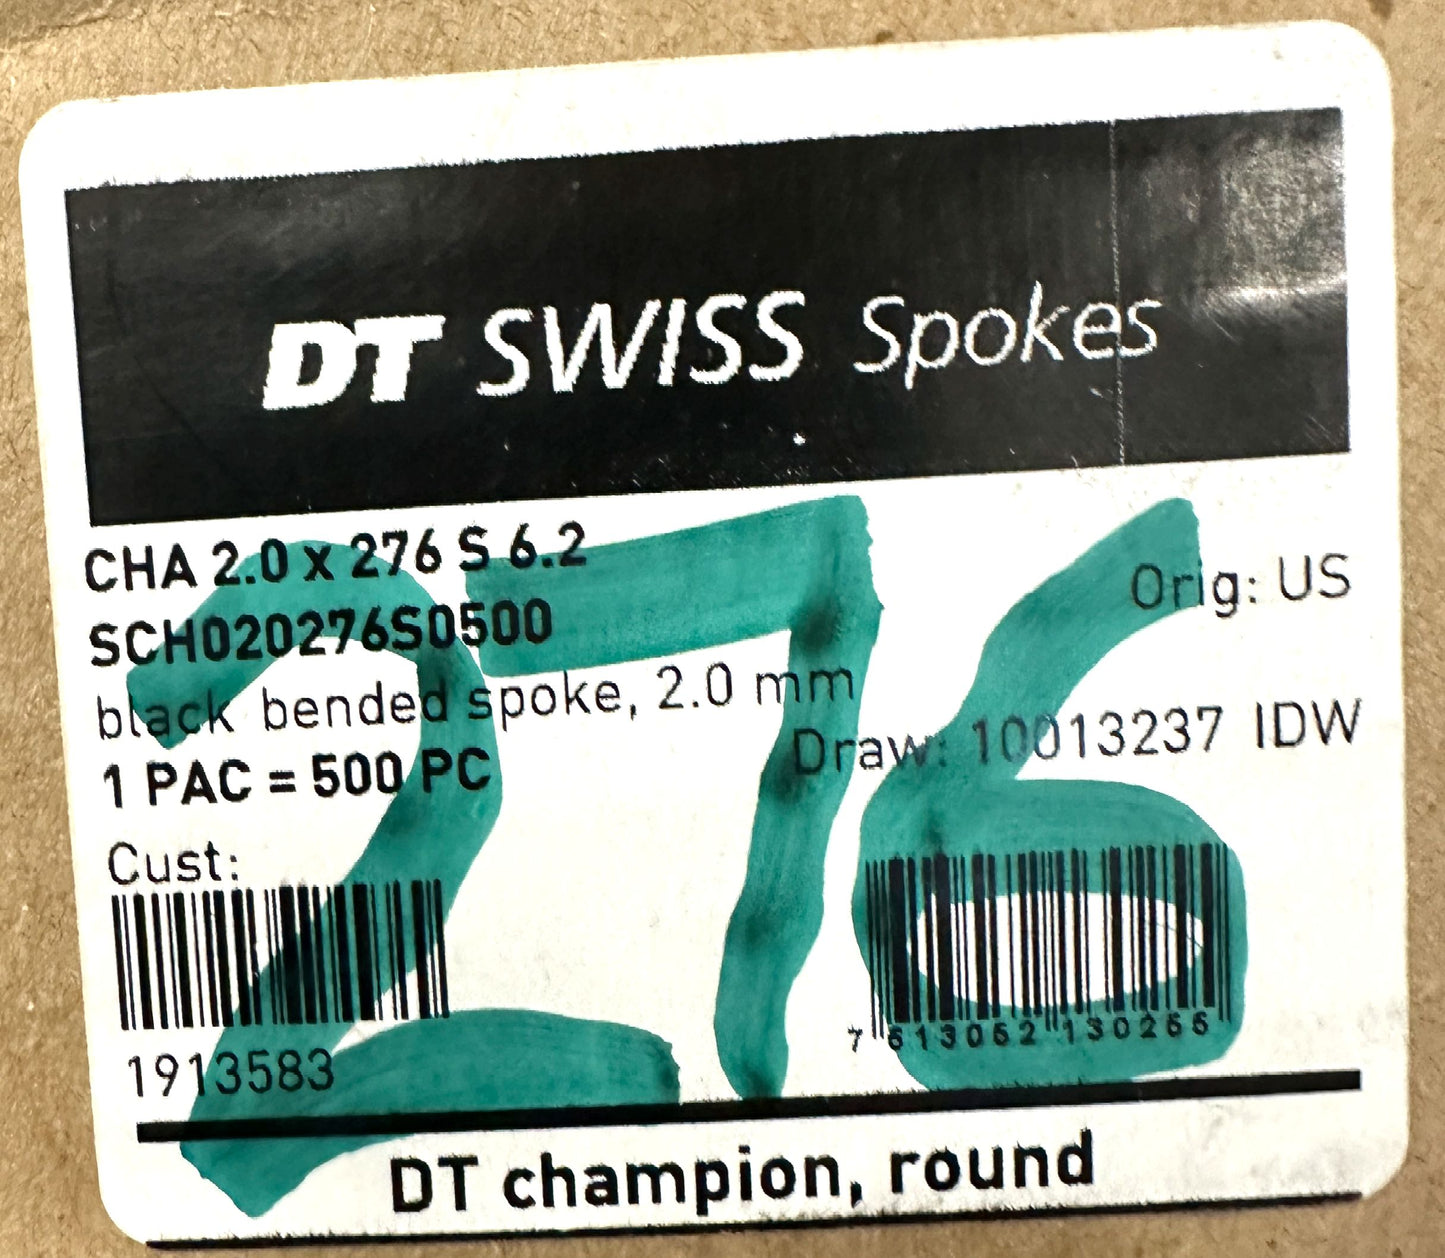 DT SWISS Spokes
CHA 2.0 x 276 S 6.2
Orig: US
SCH020276S0500
black bended spoke, 2.0 mm
Draw: 10013237 IDW
1 PAC = 500 PC
276
Cust:
7 613052 130255
1913583
DT champion, round